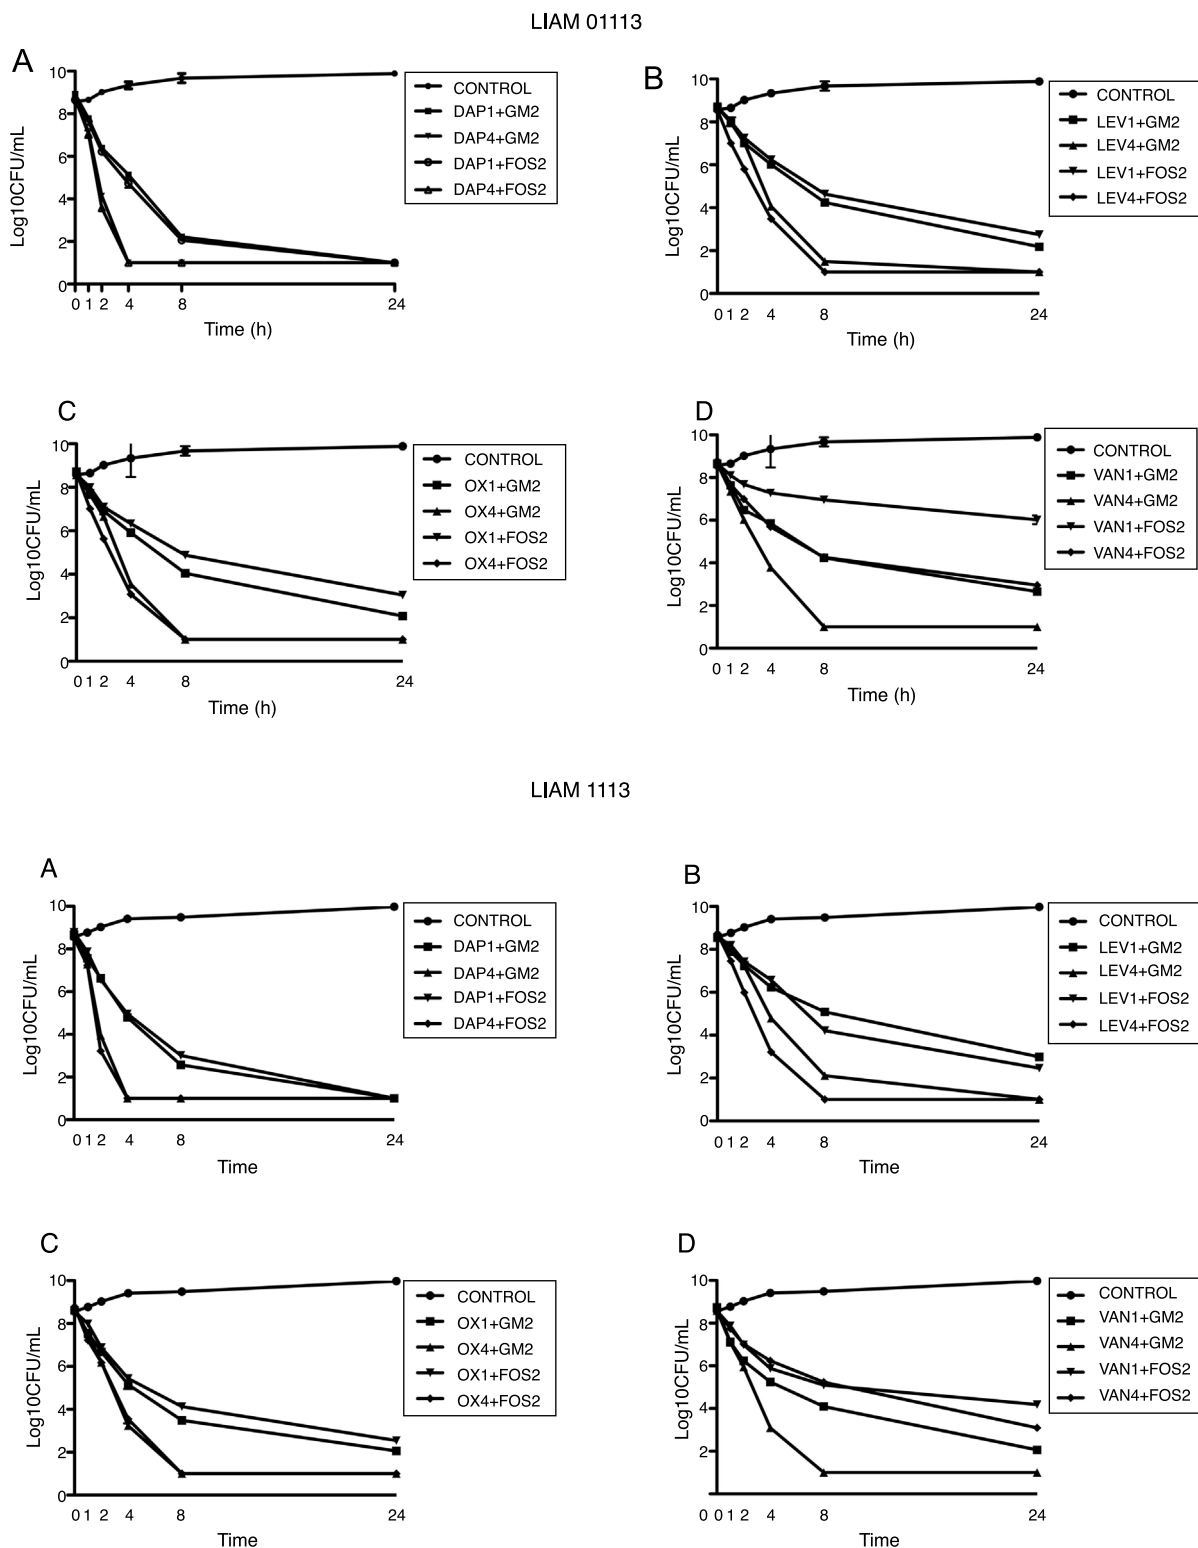 LIAM 01113
A
Log10CFU/mL
10
8
6
4
2
0
0 1 2 4 8 24
Time (h)
CONTROL
DAP1+GM2
DAP4+GM2
DAP1+FOS2
DAP4+FOS2
B
Log10CFU/mL
10
8
6
4
2
0
0 1 2 4 8 24
Time (h)
CONTROL
LEV1+GM2
LEV4+GM2
LEV1+FOS2
LEV4+FOS2
C
Log10CFU/mL
10
8
6
4
2
0
0 1 2 4 8 24
Time (h)
CONTROL
OX1+GM2
OX4+GM2
OX1+FOS2
OX4+FOS2
D
Log10CFU/mL
10
8
6
4
2
0
0 1 2 4 8 24
Time (h)
CONTROL
VAN1+GM2
VAN4+GM2
VAN1+FOS2
VAN4+FOS2
LIAM 1113
A
Log10CFU/mL
10
8
6
4
2
0
0 1 2 4 8 24
Time
CONTROL
DAP1+GM2
DAP4+GM2
DAP1+FOS2
DAP4+FOS2
B
Log10CFU/mL
10
8
6
4
2
0
0 1 2 4 8 24
Time
CONTROL
LEV1+GM2
LEV4+GM2
LEV1+FOS2
LEV4+FOS2
C
Log10CFU/mL
10
8
6
4
2
0
0 1 2 4 8 24
Time
CONTROL
OX1+GM2
OX4+GM2
OX1+FOS2
OX4+FOS2
D
Log10CFU/mL
10
8
6
4
2
0 0 1 2 4 8 24
Time
CONTROL
VAN1+GM2
VAN4+GM2
VAN1+FOS2
VAN4+FOS2